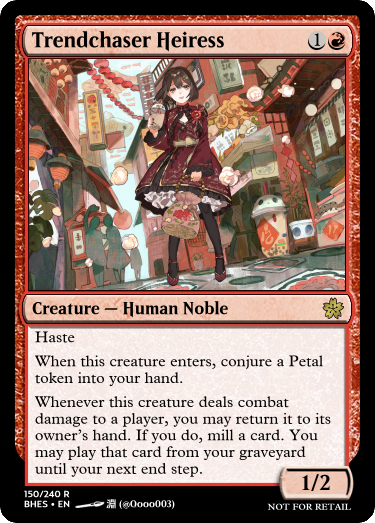 Trendchaser Heiress 1
Creature — Human Noble
Haste
When this creature enters, conjure a Petal
token into your hand.
Whenever this creature deals combat
damage to a player, you may return it to its
owner's hand. If you do, mill a card. You
may play that card from your graveyard
until your next end step.
1/2
150/240 R
BHES • EN 淵 (@Oooo003)
NOT FOR RETAIL